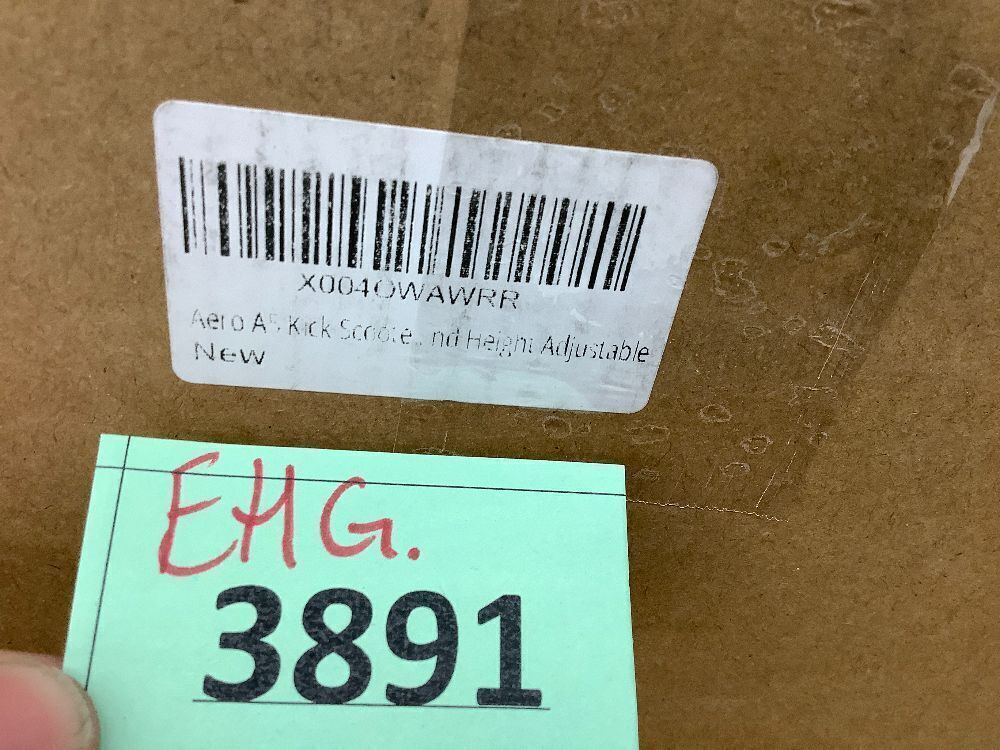 X004OWAWRR
Aero A5 Kick Scoote nd Height Adjustable
New
EHG.
3891